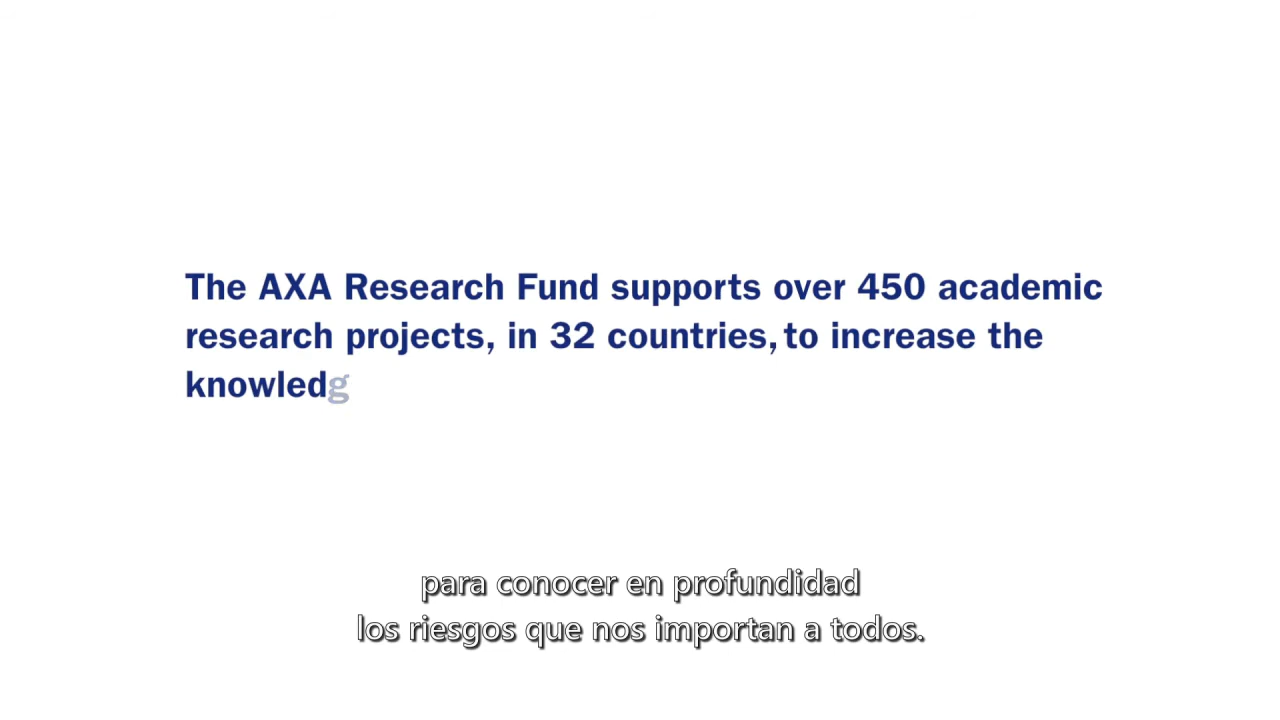 The AXA Research Fund supports over 450 academic
research projects, in 32 countries, to increase the
knowledg
para conocer en profundidad
los riesgos que nos importan a todos.